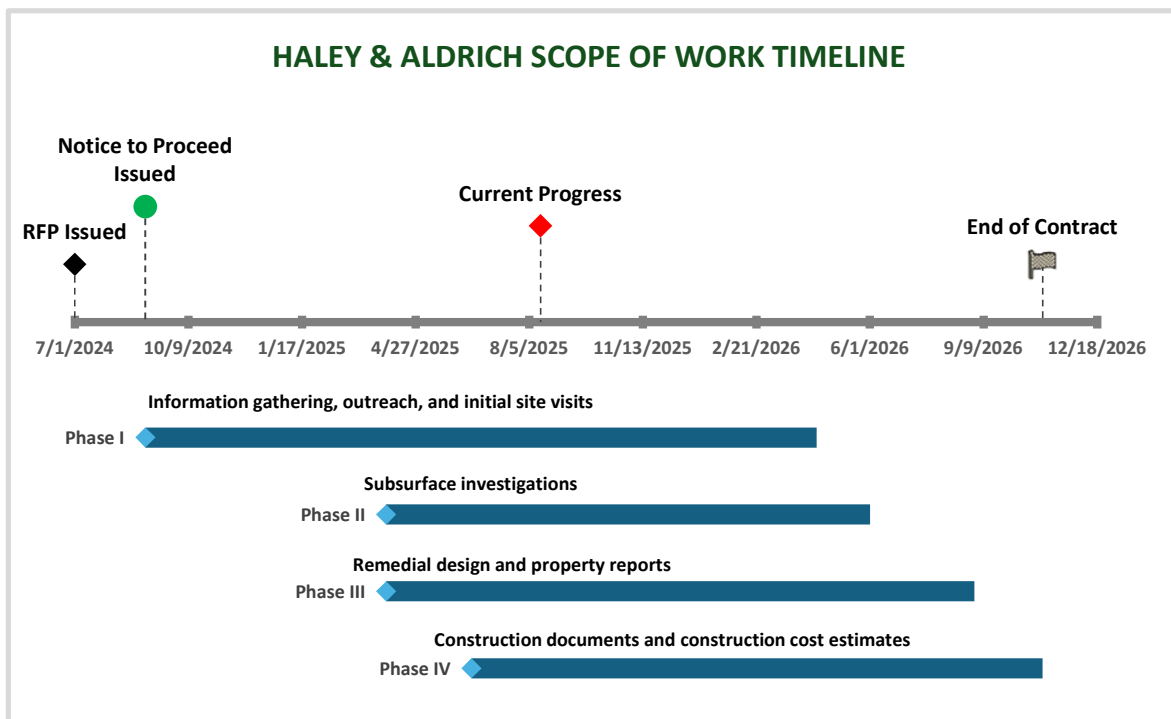 HALEY & ALDRICH SCOPE OF WORK TIMELINE
Notice to Proceed
Issued
Current Progress
RFP Issued
End of Contract
7/1/2024 10/9/2024 1/17/2025 4/27/2025 8/5/2025 11/13/2025 2/21/2026 6/1/2026 9/9/2026 12/18/2026
Information gathering, outreach, and initial site visits
Phase I
Subsurface investigations
Phase II
Remedial design and property reports
Phase III
Construction documents and construction cost estimates
Phase IV